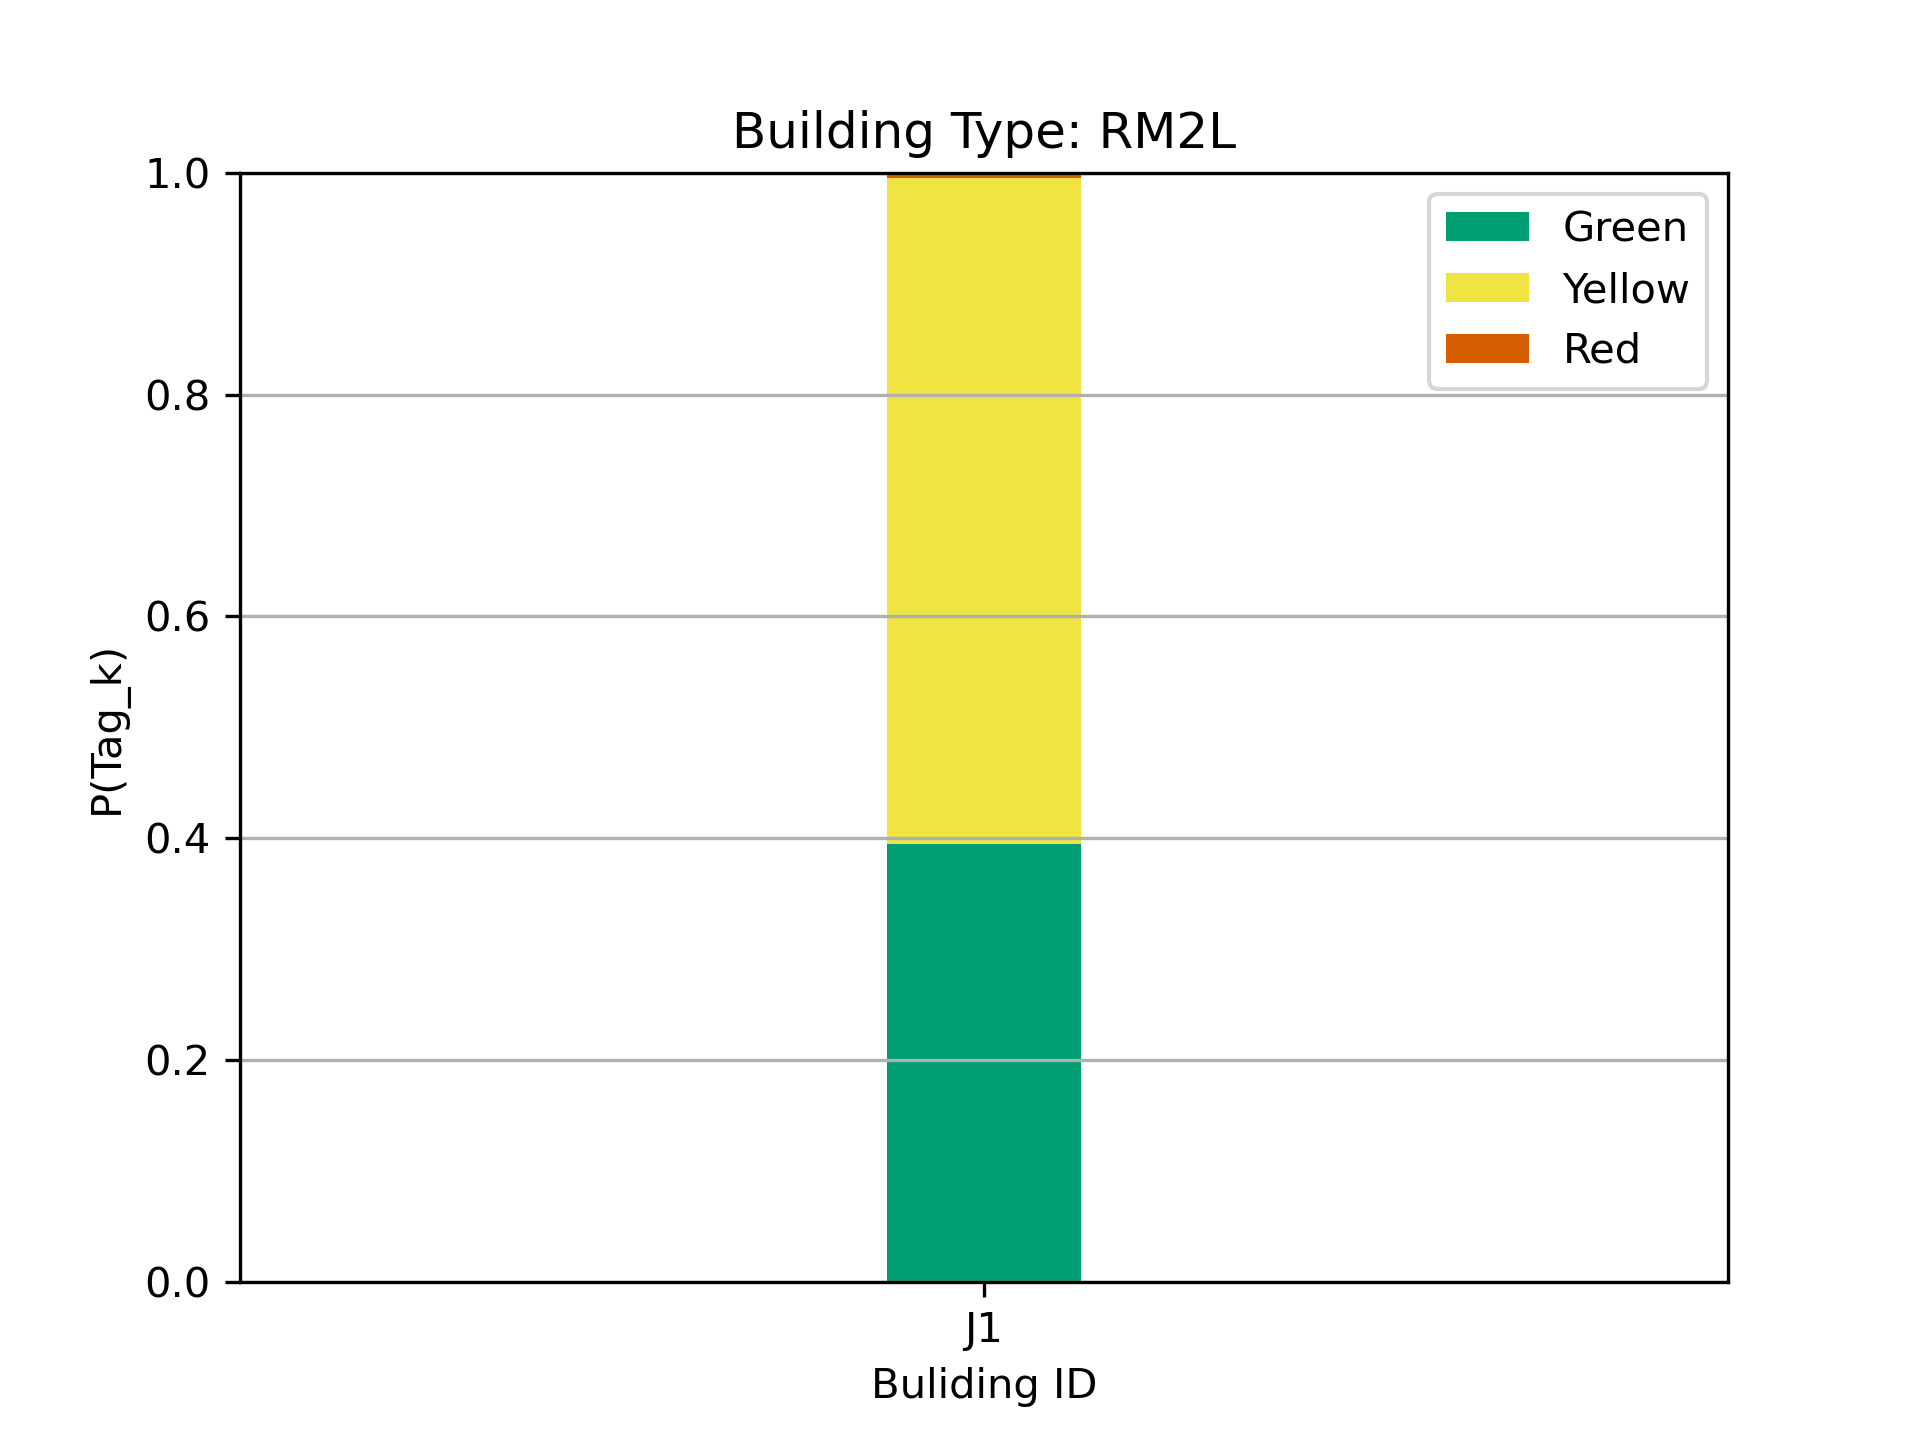 Building Type: RM2L
1.0
0.8
0.6
0.4
0.2
0.0
P(Tag_k)
Green
Yellow
Red
J1
Buliding ID